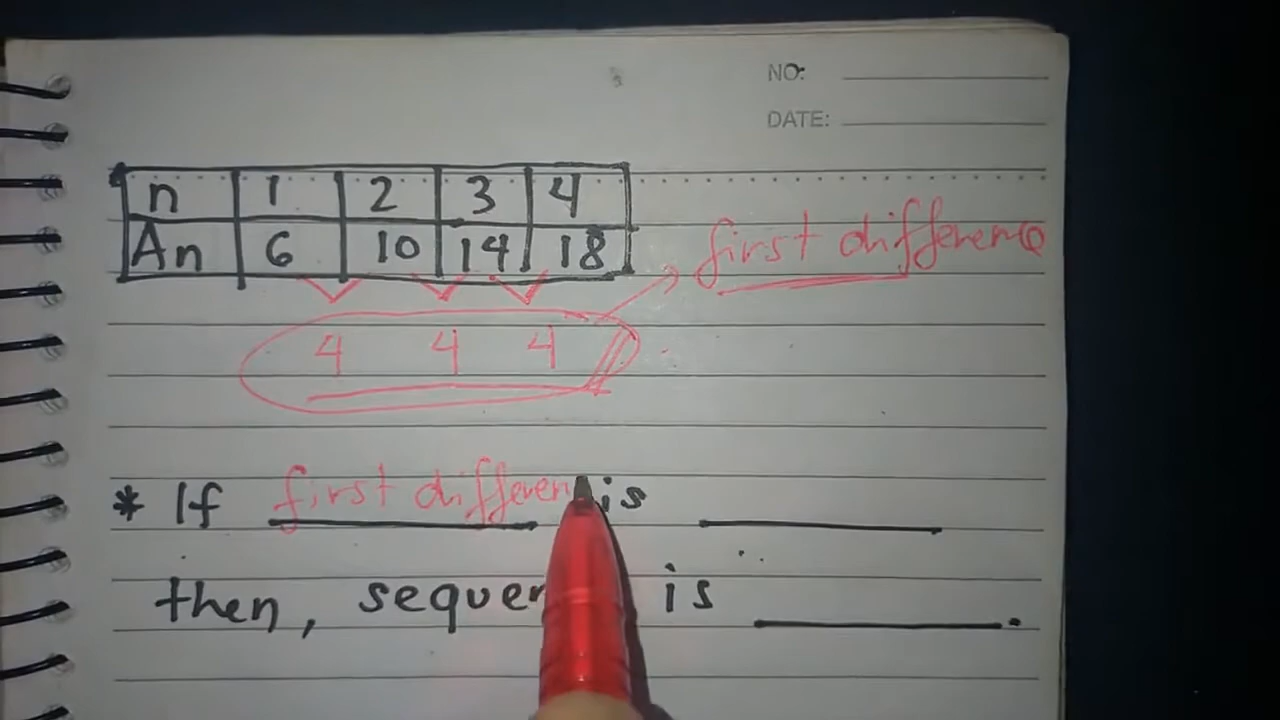 NO:
DATE:
n 1 2 3 4
An 6 10 14 18
first difference
4 4 4
* If first differen is
then, sequen is .